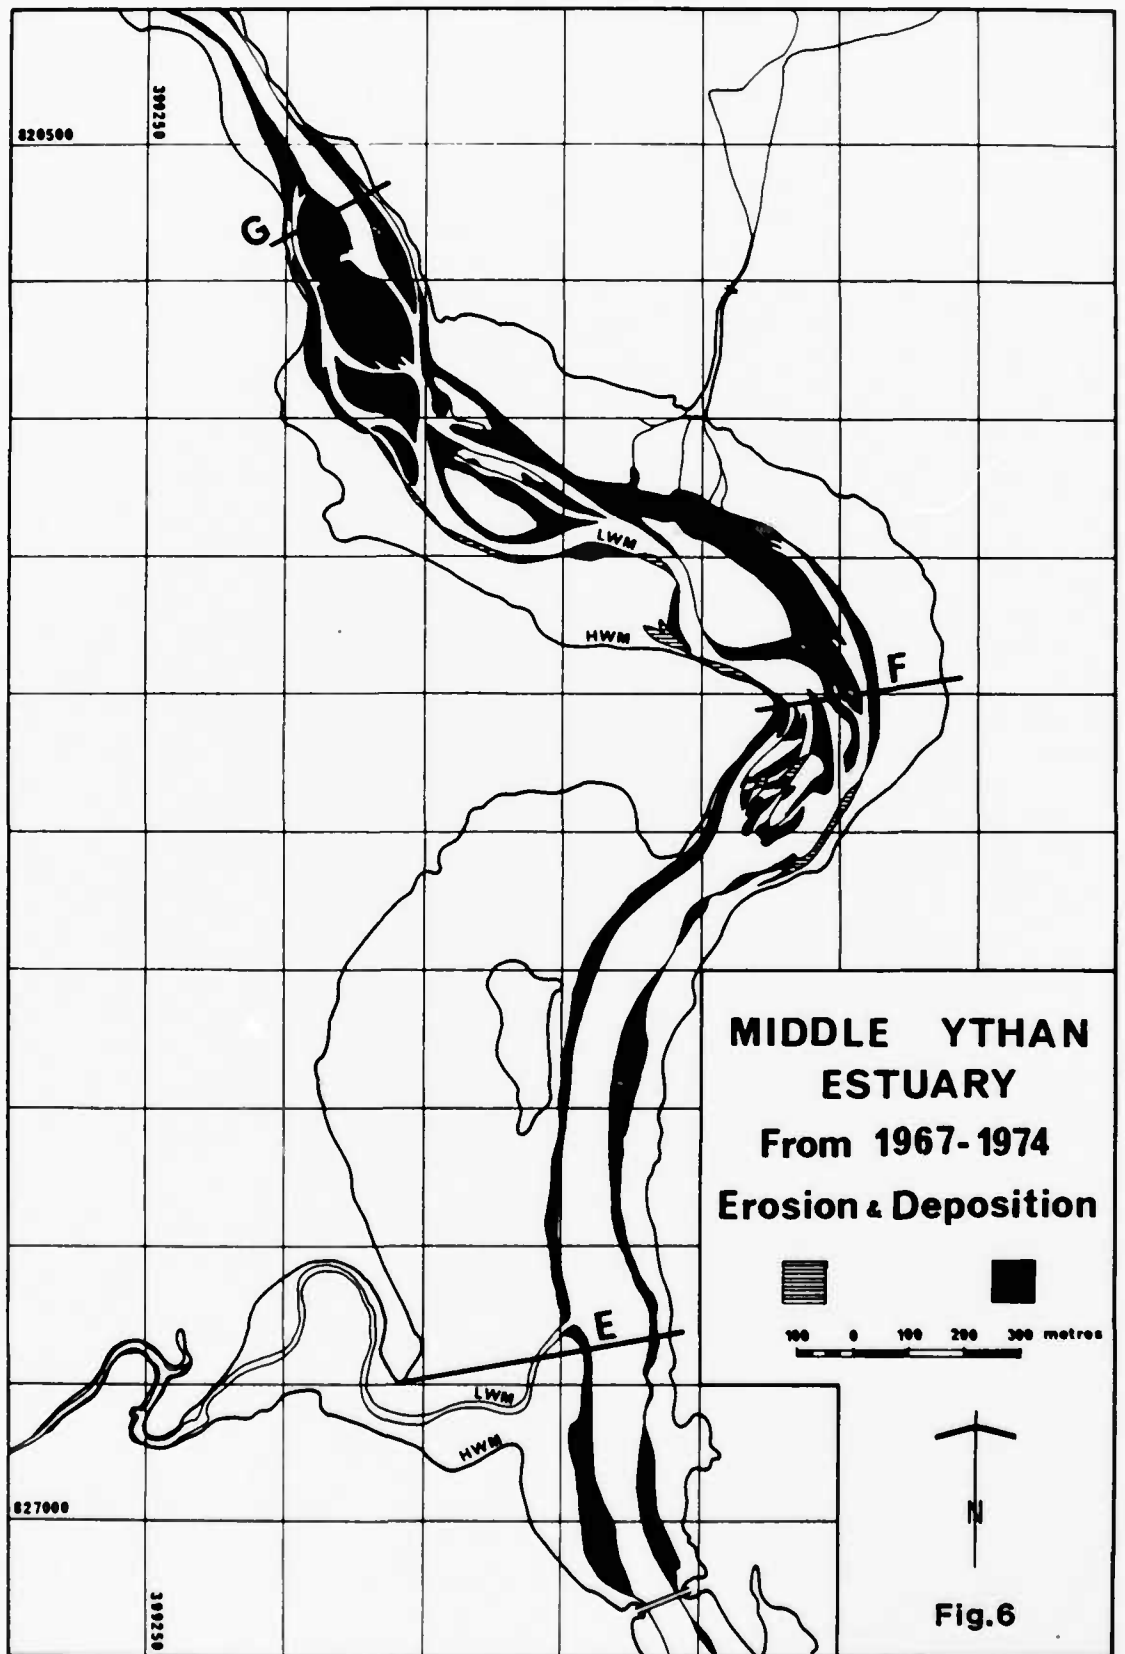 399250
820500
G
LWM
HWM
F
MIDDLE YTHAN
ESTUARY
From 1967-1974
Erosion & Deposition
100 0 100 200 300 metres
E
LWM
HWM
827000
N
399250
Fig.6